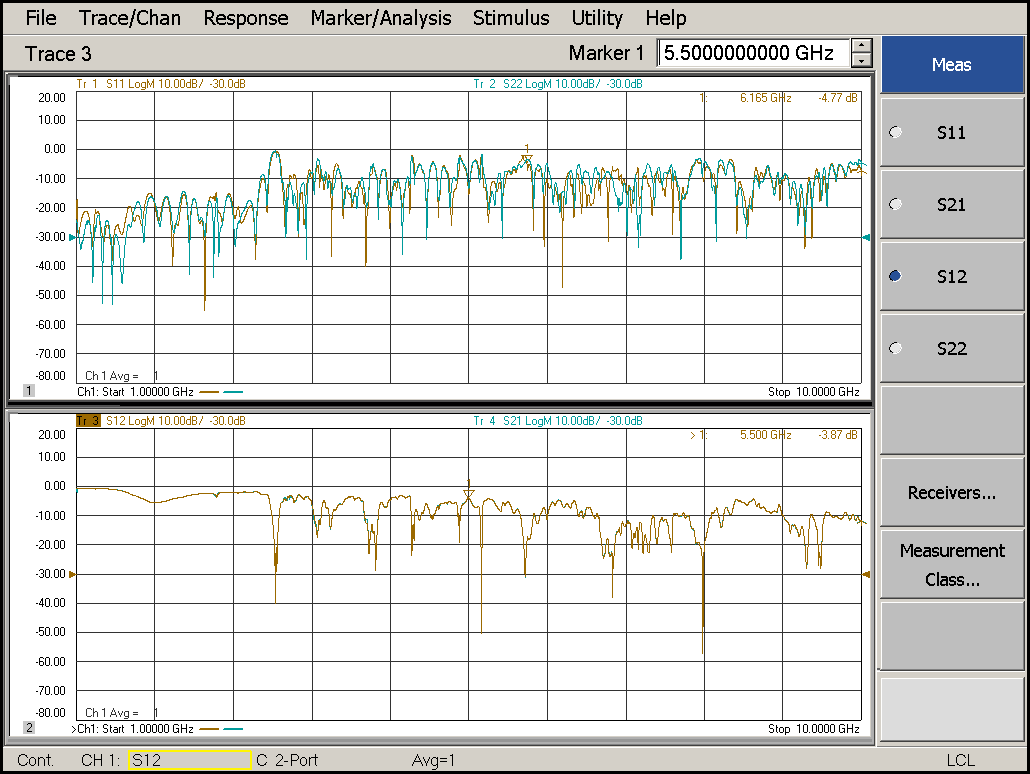 File Trace/Chan Response Marker/Analysis Stimulus Utility Help
Trace 3 Marker 1 5.5000000000 GHz
Meas
S11
S21
S12
S22
Receivers...
Measurement
Class...
Tr 1 S11 LogM 10.00dB/ -30.0dB Tr 2 S22 LogM 10.00dB/ -30.0dB
1: 6.165 GHz -4.77 dB
20.00
10.00
0.00
-10.00
-20.00
-30.00
-40.00
-50.00
-60.00
-70.00
-80.00
1
Ch 1 Avg = 1
1 Ch1: Start 1.00000 GHz Stop 10.0000 GHz
Tr 3 S12 LogM 10.00dB/ -30.0dB Tr 4 S21 LogM 10.00dB/ -30.0dB
> 1: 5.500 GHz -3.87 dB
20.00
10.00
0.00
-10.00
-20.00
-30.00
-40.00
-50.00
-60.00
-70.00
-80.00
1
Ch 1 Avg = 1
2 >Ch1: Start 1.00000 GHz Stop 10.0000 GHz
Cont. CH 1: S12 C 2-Port Avg=1 LCL